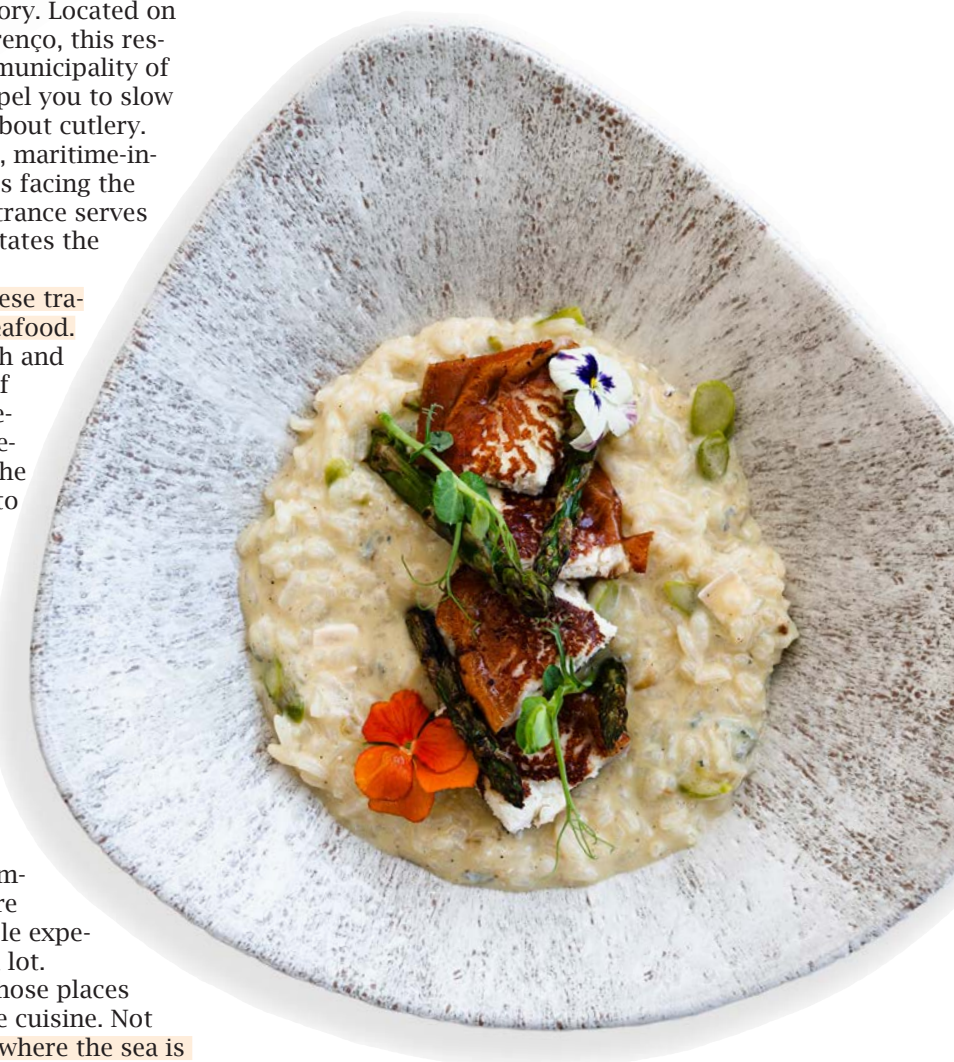 ory. Located on
renço, this res-
municipality of
pel you to slow
bout cutlery.
, maritime-in-
s facing the
trance serves
tates the
ese tra-
eafood.
h and
f
e-
e-
he
to
m-
re
le expe-
lot.
hose places
e cuisine. Not
where the sea is